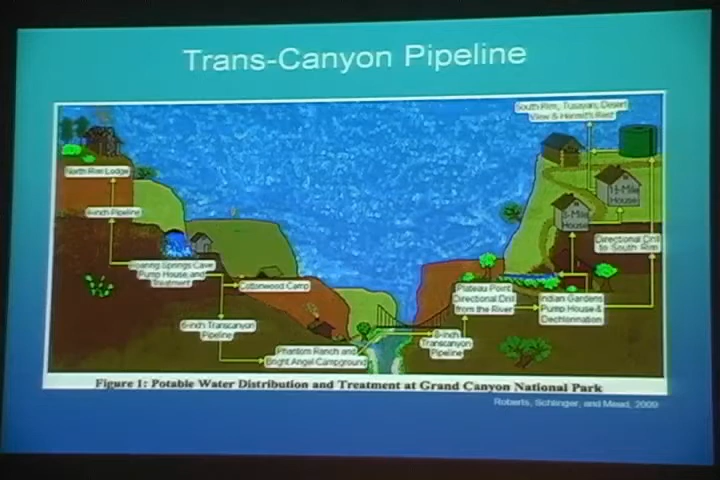 Trans-Canyon Pipeline
South Rim, Tusayan, Desert
View & Hermit's Rest
North Rim Lodge
1½-Mile
House
3-Mile
House
6-inch Pipeline
Directional Drill
to South Rim
Roaring Springs Cave
Pump House and
Treatment
Cottonwood Camp
Plateau Point
Directional Drill
from the River
Indian Gardens
Pump House &
Dechlorination
6-inch Transcanyon
Pipeline
8-inch
Transcanyon
Pipeline
Phantom Ranch and
Bright Angel Campground
Figure 1: Potable Water Distribution and Treatment at Grand Canyon National Park
Roberts, Schlinger, and Mead, 2009